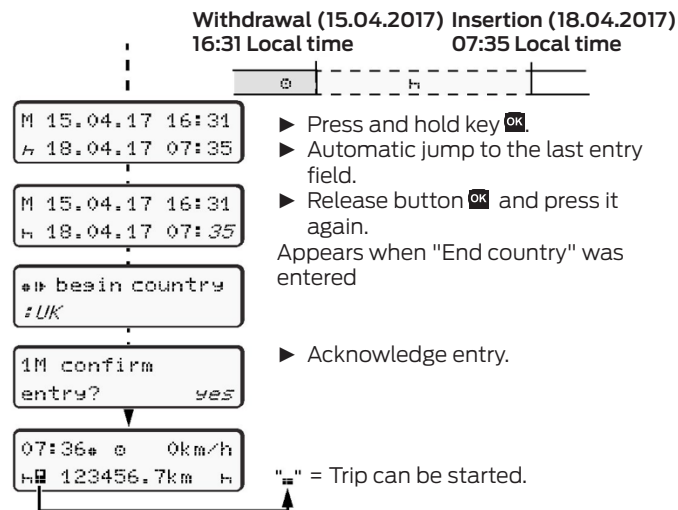 Withdrawal (15.04.2017) Insertion (18.04.2017)
16:31 Local time 07:35 Local time
M 15.04.17 16:31
18.04.17 07:35
► Press and hold key OK.
► Automatic jump to the last entry
field.
► Release button OK and press it
again.
M 15.04.17 16:31
18.04.17 07:35
Appears when "End country" was
entered
begin country
:UK
1M confirm
entry? yes
► Acknowledge entry.
07:36 0km/h
123456.7km
" " = Trip can be started.